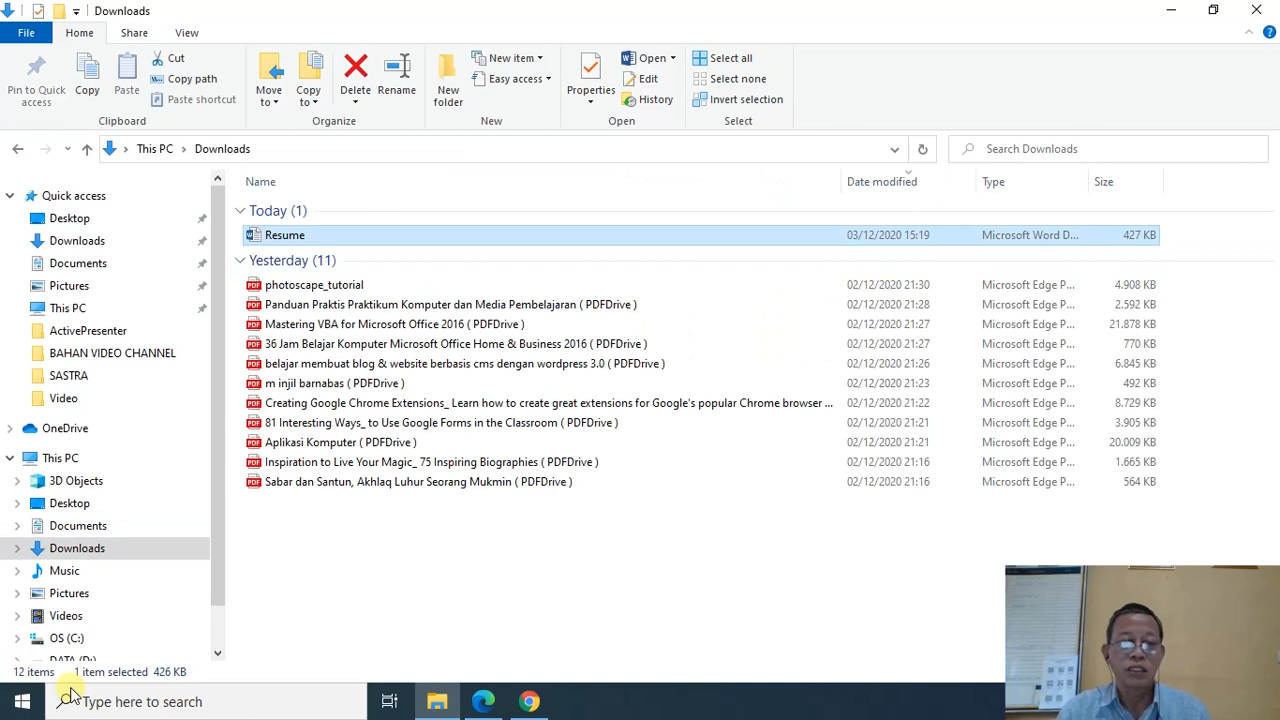 Downloads
File Home Share View
Pin to Quick access
Copy
Paste
Cut
Copy path
Paste shortcut
Clipboard
Move to
Copy to
Delete
Rename
Organize
New folder
New item
Easy access
New
Properties
Open
Edit
History
Open
Select all
Select none
Invert selection
Select
This PC Downloads
Search Downloads
Name Date modified Type Size
Today (1)
Resume 03/12/2020 15:19 Microsoft Word D... 427 KB
Yesterday (11)
photoscape_tutorial 02/12/2020 21:30 Microsoft Edge P... 4.908 KB
Panduan Praktis Praktikum Komputer dan Media Pembelajaran ( PDFDrive ) 02/12/2020 21:28 Microsoft Edge P... 2.592 KB
Mastering VBA for Microsoft Office 2016 ( PDFDrive ) 02/12/2020 21:27 Microsoft Edge P... 21.878 KB
36 Jam Belajar Komputer Microsoft Office Home & Business 2016 ( PDFDrive ) 02/12/2020 21:27 Microsoft Edge P... 770 KB
belajar membuat blog & website berbasis cms dengan wordpress 3.0 ( PDFDrive ) 02/12/2020 21:26 Microsoft Edge P... 6.845 KB
m injil barnabas ( PDFDrive ) 02/12/2020 21:23 Microsoft Edge P... 492 KB
Creating Google Chrome Extensions_ Learn how to create great extensions for Google's popular Chrome browser ... 02/12/2020 21:22 Microsoft Edge P... 8.729 KB
81 Interesting Ways_ to Use Google Forms in the Classroom ( PDFDrive ) 02/12/2020 21:21 Microsoft Edge P... 3.905 KB
Aplikasi Komputer ( PDFDrive ) 02/12/2020 21:21 Microsoft Edge P... 20.009 KB
Inspiration to Live Your Magic_ 75 Inspiring Biographies ( PDFDrive ) 02/12/2020 21:16 Microsoft Edge P... 1.665 KB
Sabar dan Santun, Akhlaq Luhur Seorang Mukmin ( PDFDrive ) 02/12/2020 21:16 Microsoft Edge P... 564 KB
Quick access
Desktop
Downloads
Documents
Pictures
This PC
ActivePresenter
BAHAN VIDEO CHANNEL
SASTRA
Video
OneDrive
This PC
3D Objects
Desktop
Documents
Downloads
Music
Pictures
Videos
OS (C:)
DATA (D:)
12 items 1 item selected 426 KB
Type here to search